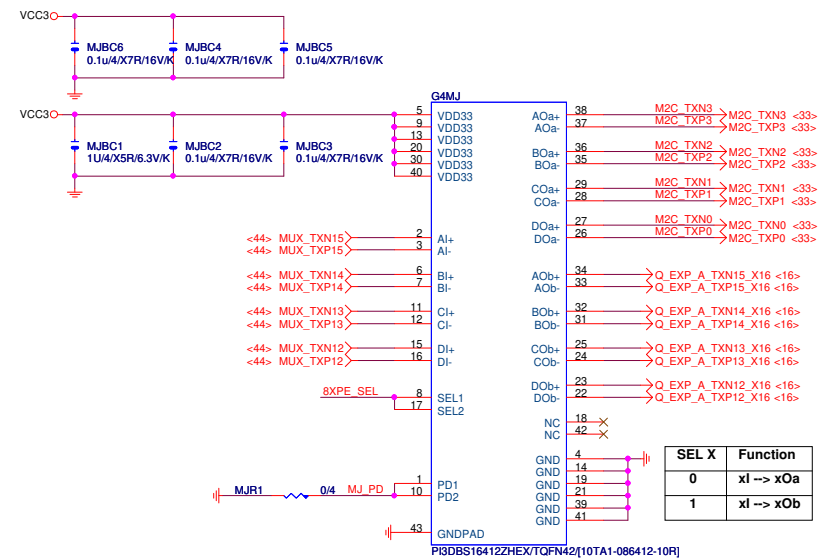 VCC3
MJBC6
0.1u/4/X7R/16V/K
MJBC4
0.1u/4/X7R/16V/K
MJBC5
0.1u/4/X7R/16V/K
VCC3
MJBC1
1U/4/X5R/6.3V/K
MJBC2
0.1u/4/X7R/16V/K
MJBC3
0.1u/4/X7R/16V/K
G4MJ
5 VDD33
9 VDD33
13 VDD33
20 VDD33
30 VDD33
40 VDD33
<44> MUX_TXN15 2 AI+
<44> MUX_TXP15 3 AI-
<44> MUX_TXN14 6 BI+
<44> MUX_TXP14 7 BI-
<44> MUX_TXN13 11 CI+
<44> MUX_TXP13 12 CI-
<44> MUX_TXN12 15 DI+
<44> MUX_TXP12 16 DI-
8XPE_SEL 8 SEL1
17 SEL2
1 PD1
MJR1 0/4 MJ_PD 10 PD2
43 GNDPAD
AOa+ 38 M2C_TXN3 M2C_TXN3 <33>
AOa- 37 M2C_TXP3 M2C_TXP3 <33>
BOa+ 36 M2C_TXN2 M2C_TXN2 <33>
BOa- 35 M2C_TXP2 M2C_TXP2 <33>
COa+ 29 M2C_TXN1 M2C_TXN1 <33>
COa- 28 M2C_TXP1 M2C_TXP1 <33>
DOa+ 27 M2C_TXN0 M2C_TXN0 <33>
DOa- 26 M2C_TXP0 M2C_TXP0 <33>
AOb+ 34 Q_EXP_A_TXN15_X16 <16>
AOb- 33 Q_EXP_A_TXP15_X16 <16>
BOb+ 32 Q_EXP_A_TXN14_X16 <16>
BOb- 31 Q_EXP_A_TXP14_X16 <16>
COb+ 25 Q_EXP_A_TXN13_X16 <16>
COb- 24 Q_EXP_A_TXP13_X16 <16>
DOb+ 23 Q_EXP_A_TXN12_X16 <16>
DOb- 22 Q_EXP_A_TXP12_X16 <16>
NC 18
NC 42
GND 4
GND 14
GND 19
GND 21
GND 39
GND 41
PI3DBS16412ZHEX/TQFN42/[10TA1-086412-10R]
SEL X Function
0 xI --> xOa
1 xI --> xOb